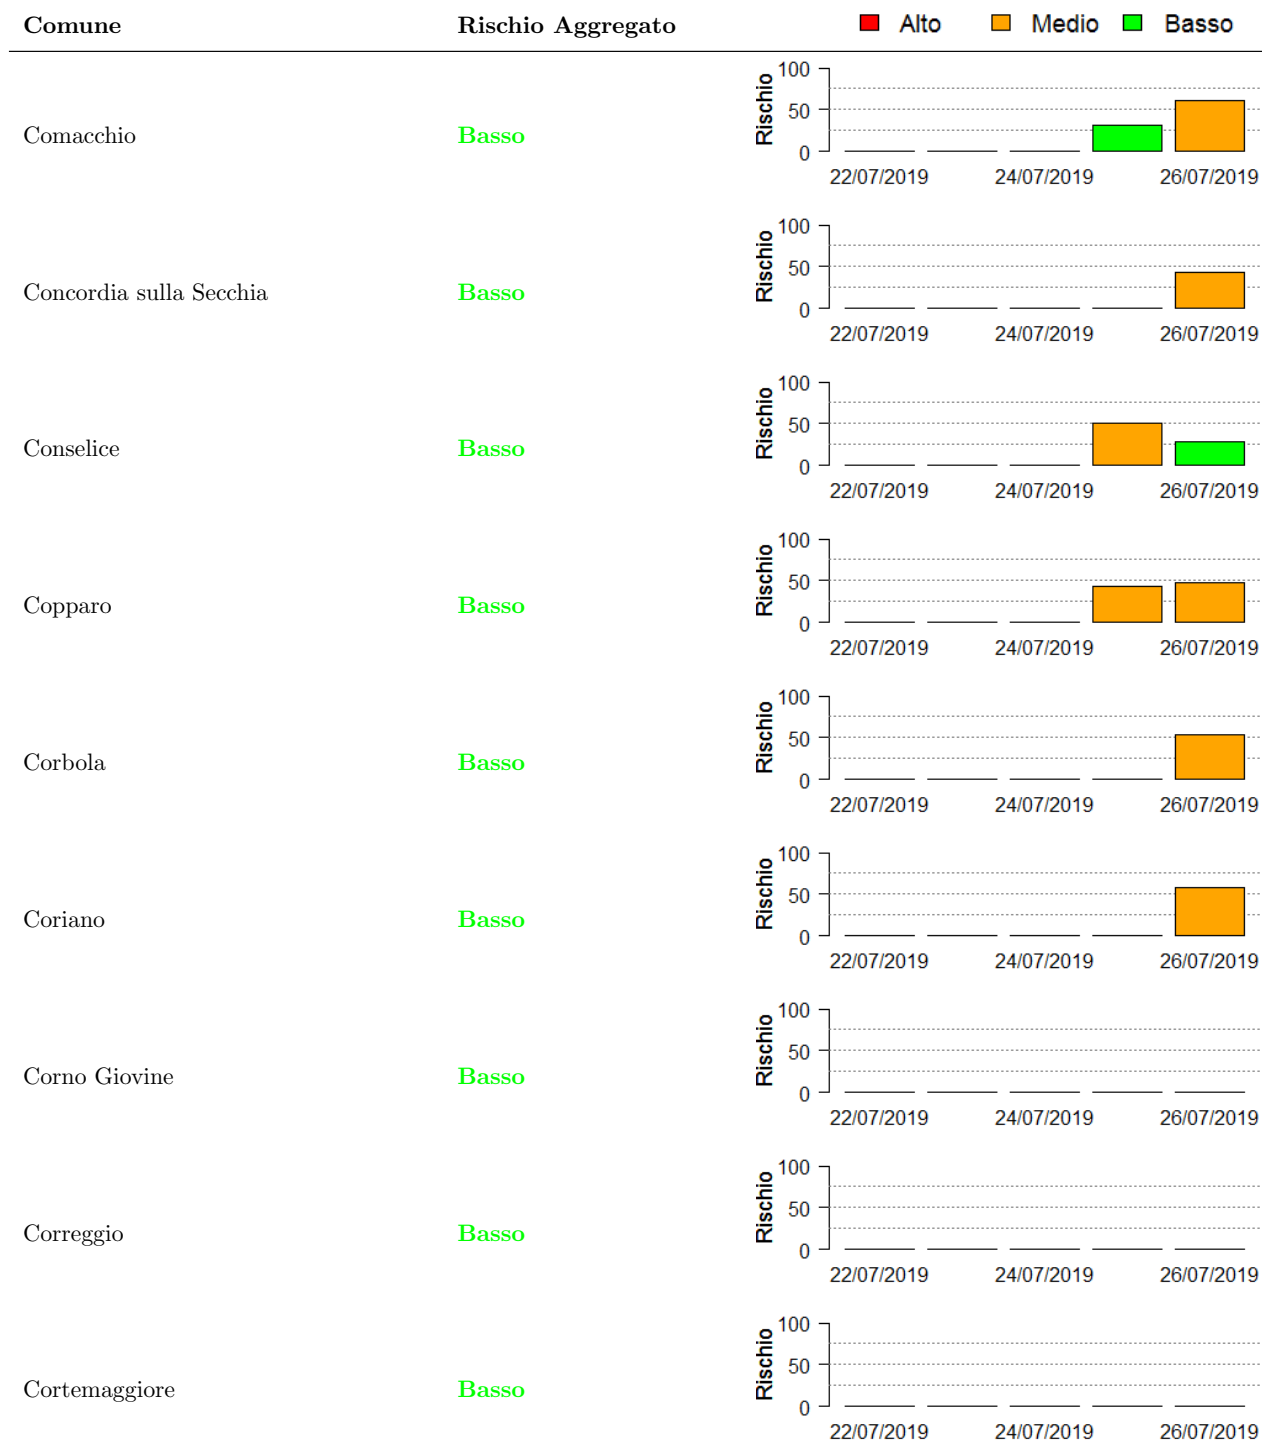 Comune Rischio Aggregato Alto Medio Basso
Comacchio Basso
Rischio
100
50
0
22/07/2019 24/07/2019 26/07/2019
Concordia sulla Secchia Basso
Rischio
100
50
0
22/07/2019 24/07/2019 26/07/2019
Conselice Basso
Rischio
100
50
0
22/07/2019 24/07/2019 26/07/2019
Copparo Basso
Rischio
100
50
0
22/07/2019 24/07/2019 26/07/2019
Corbola Basso
Rischio
100
50
0
22/07/2019 24/07/2019 26/07/2019
Coriano Basso
Rischio
100
50
0
22/07/2019 24/07/2019 26/07/2019
Corno Giovine Basso
Rischio
100
50
0
22/07/2019 24/07/2019 26/07/2019
Correggio Basso
Rischio
100
50
0
22/07/2019 24/07/2019 26/07/2019
Cortemaggiore Basso
Rischio
100
50
0
22/07/2019 24/07/2019 26/07/2019